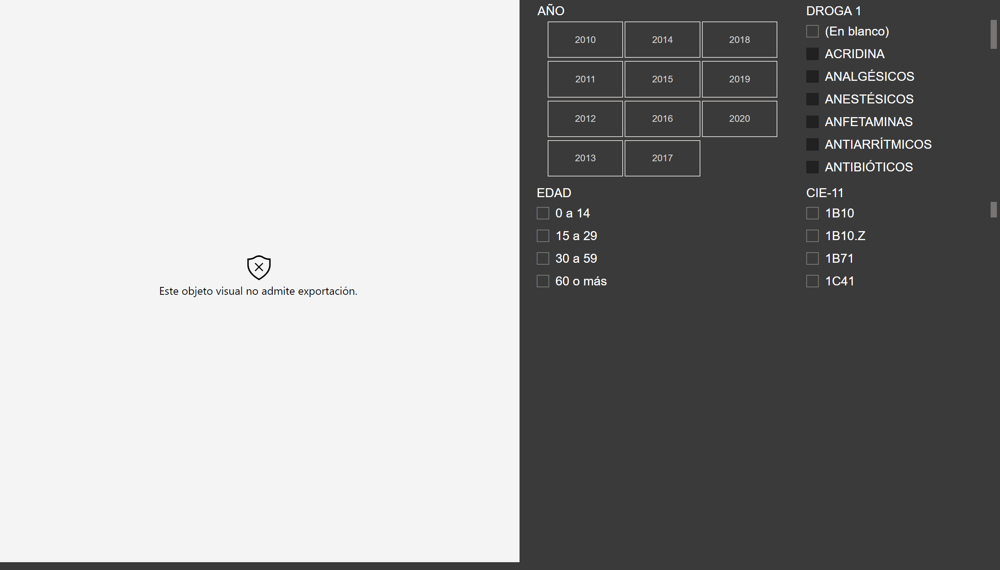 Este objeto visual no admite exportación.
AÑO
2010
2014
2018
2011
2015
2019
2012
2016
2020
2013
2017
EDAD
0 a 14
15 a 29
30 a 59
60 o más
DROGA 1
(En blanco)
ACRIDINA
ANALGÉSICOS
ANESTÉSICOS
ANFETAMINAS
ANTIARRÍTMICOS
ANTIBIÓTICOS
CIE-11
1B10
1B10.Z
1B71
1C41